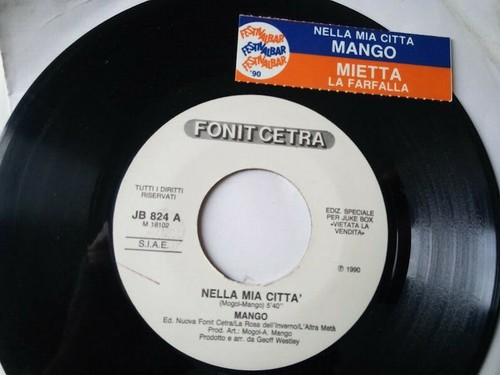 FESTIVALBAR
FESTIVALBAR
FESTIVALBAR
'90
NELLA MIA CITTA
MANGO
MIETTA
LA FARFALLA
FONIT CETRA
TUTTI I DIRITTI
RISERVATI
JB 824 A
M 18102
S.I.A.E.
EDIZ. SPECIALE
PER JUKE BOX
«VIETATA LA
VENDITA»
℗ 1990
NELLA MIA CITTA'
(Mogol-Mango) 5'40"
MANGO
Ed. Nuova Fonit Cetra/La Rosa dell'Inverno/L'Altra Metà
Prod. Art.: Mogol-A. Mango
Prodotto e arr. da Geoff Westley